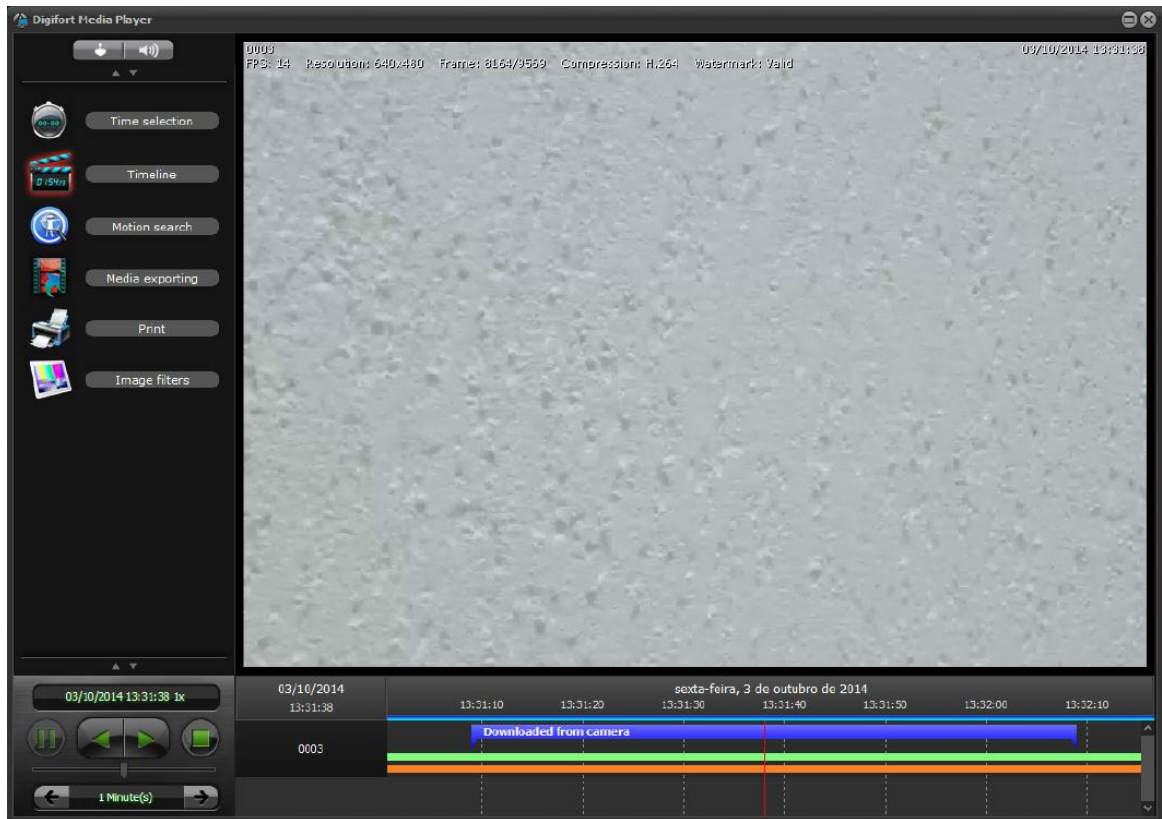 Digifort Media Player
0003
03/10/2014 13:31:38
FPS: 14 Resolution: 640x480 Frame: 8164/9569 Compression: H.264 Watermark: Valid
Time selection
00-00
Timeline
Motion search
Media exporting
Print
Image filters
03/10/2014 13:31:38 1x
1 Minute(s)
03/10/2014
13:31:38
sexta-feira, 3 de outubro de 2014
13:31:10 13:31:20 13:31:30 13:31:40 13:31:50 13:32:00 13:32:10
Downloaded from camera
0003